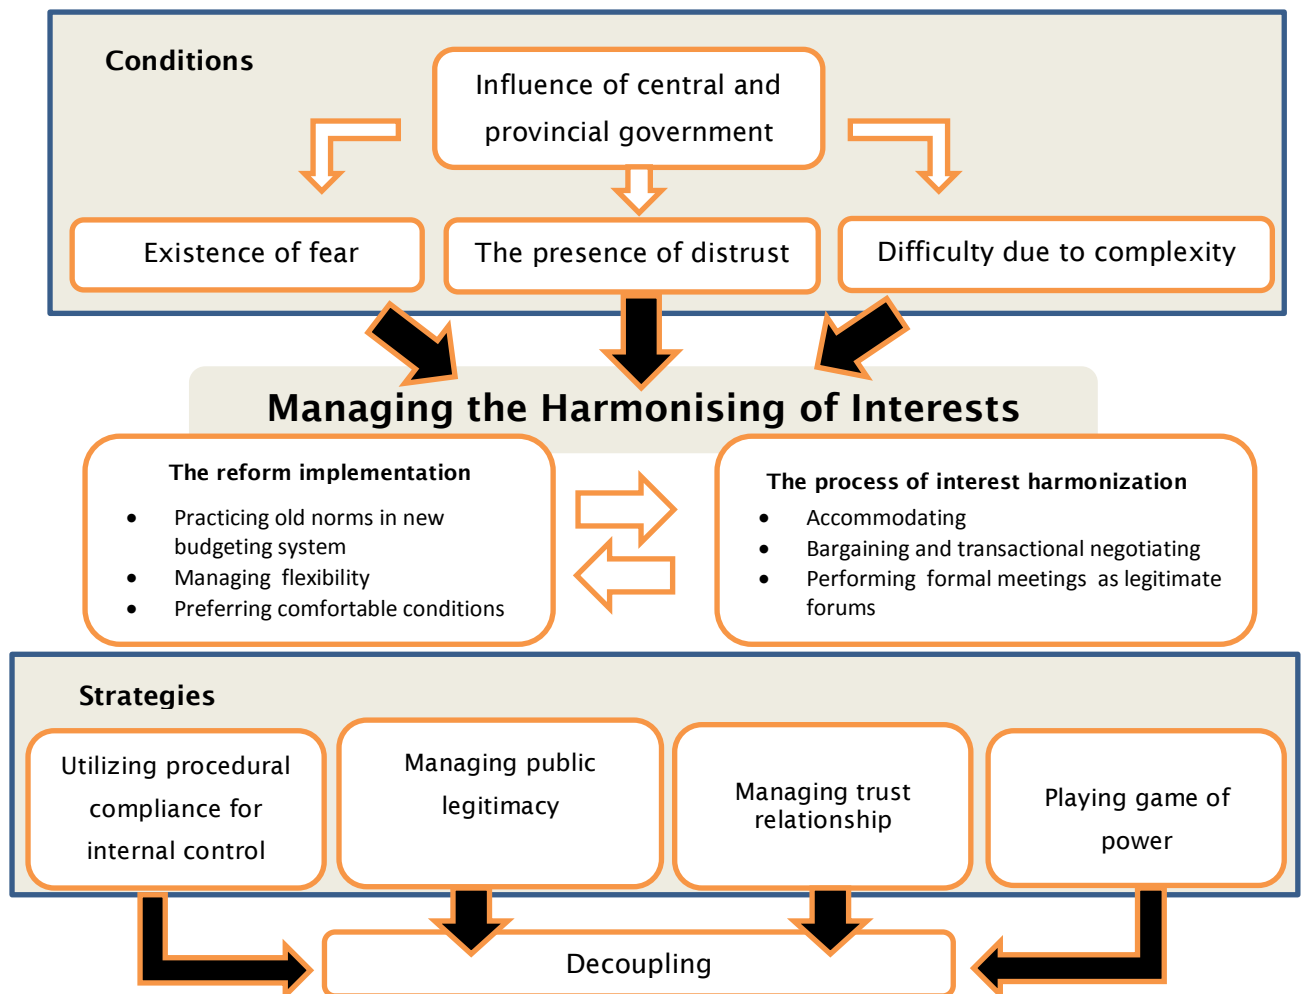 Conditions
Influence of central and
provincial government
Existence of fear
The presence of distrust
Difficulty due to complexity
Managing the Harmonising of Interests
The reform implementation
• Practicing old norms in new
budgeting system
• Managing flexibility
• Preferring comfortable conditions
The process of interest harmonization
• Accommodating
• Bargaining and transactional negotiating
• Performing formal meetings as legitimate
forums
Strategies
Utilizing procedural
compliance for
internal control
Managing public
legitimacy
Managing trust
relationship
Playing game of
power
Decoupling